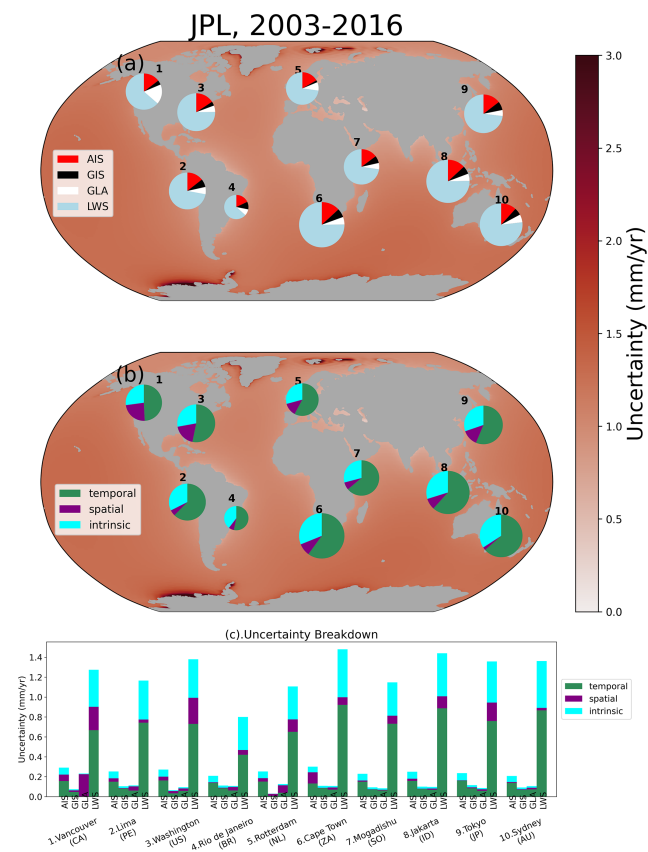 JPL, 2003-2016
(a)
1
2
3
4
5
6
7
8
9
10
AIS
GIS
GLA
LWS
3.0
2.5
2.0
1.5
1.0
0.5
0.0
Uncertainty (mm/yr)
(b)
1
2
3
4
5
6
7
8
9
10
temporal
spatial
intrinsic
(c).Uncertainty Breakdown
Uncertainty (mm/yr)
1.4
1.2
1.0
0.8
0.6
0.4
0.2
0.0
temporal
spatial
intrinsic
AIS GIS GLA LWS AIS GIS GLA LWS AIS GIS GLA LWS AIS GIS GLA LWS AIS GIS GLA LWS AIS GIS GLA LWS AIS GIS GLA LWS AIS GIS GLA LWS AIS GIS GLA LWS AIS GIS GLA LWS
1.Vancouver
(CA)
2.Lima
(PE)
3.Washington
(US)
4.Rio de Janeiro
(BR)
5.Rotterdam
(NL)
6.Cape Town
(ZA)
7.Mogadishu
(SO)
8.Jakarta
(ID)
9.Tokyo
(JP)
10.Sydney
(AU)